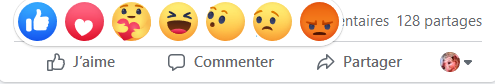 entaires 128 partages
J'aime Commenter Partager